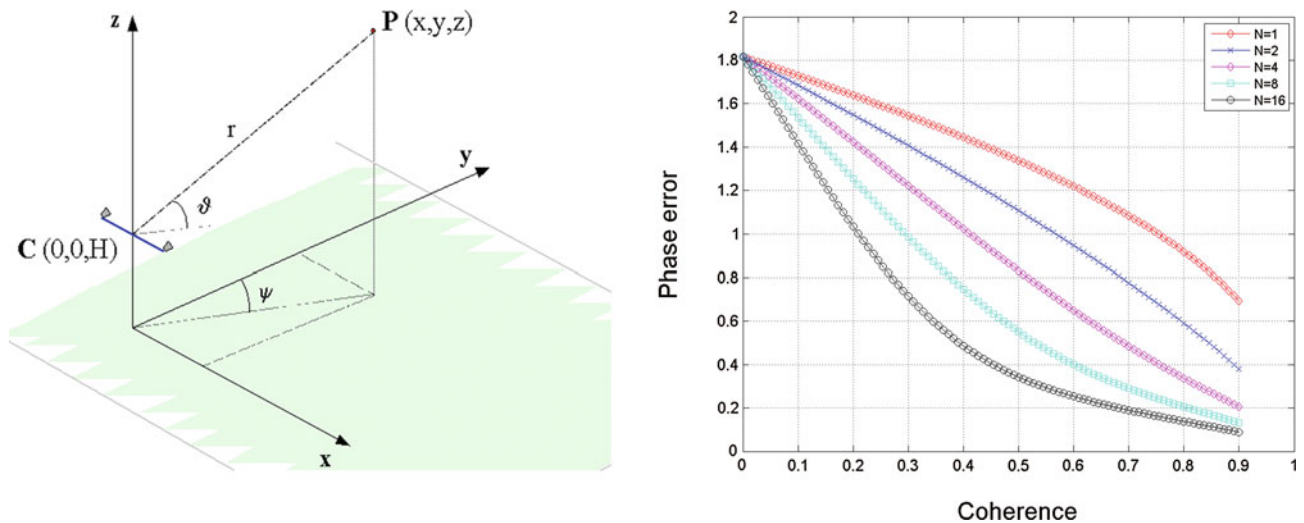 z
P (x,y,z)
r
y
ϑ
C (0,0,H)
ψ
x
2
1.8
1.6
1.4
1.2
1
0.8
0.6
0.4
0.2
0
Phase error
N=1
N=2
N=4
N=8
N=16
0 0.1 0.2 0.3 0.4 0.5 0.6 0.7 0.8 0.9 1
Coherence